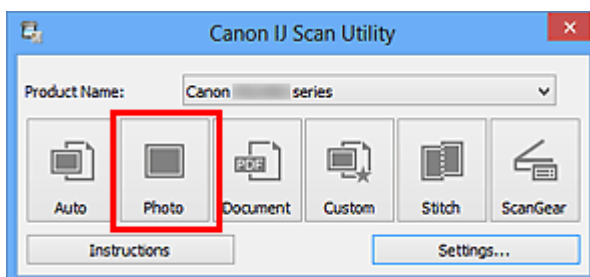 Canon IJ Scan Utility
Product Name: Canon series
PDF
Auto Photo Document Custom Stitch ScanGear
Instructions Settings...